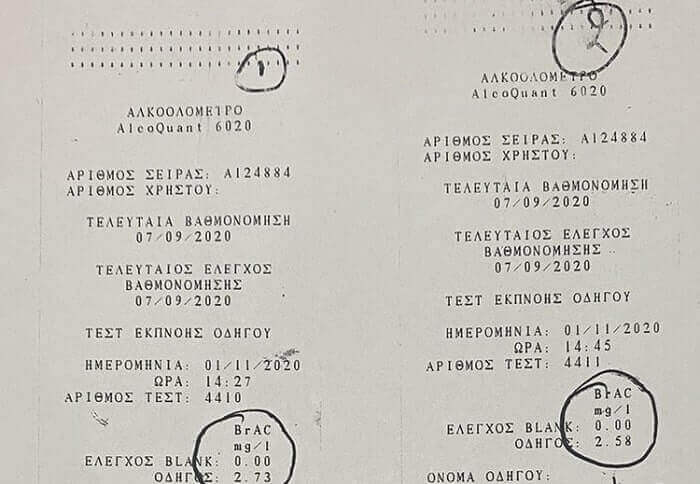 1
ΑΛΚΟΟΛΟΜΕΤΡΟ
AlcoQuant 6020
ΑΡΙΘΜΟΣ ΣΕΙΡΑΣ: A124884
ΑΡΙΘΜΟΣ ΧΡΗΣΤΟΥ:
ΤΕΛΕΥΤΑΙΑ ΒΑΘΜΟΝΟΜΗΣΗ
07/09/2020
ΤΕΛΕΥΤΑΙΟΣ ΕΛΕΓΧΟΣ
ΒΑΘΜΟΝΟΜΗΣΗΣ
07/09/2020
ΤΕΣΤ ΕΚΠΝΟΗΣ ΟΔΗΓΟΥ
ΗΜΕΡΟΜΗΝΙΑ: 01/11/2020
ΩΡΑ: 14:27
ΑΡΙΘΜΟΣ ΤΕΣΤ: 4410
BrAC
mg/l
ΕΛΕΓΧΟΣ BLANK: 0.00
ΟΔΗΓΟΣ: 2.73
2
ΑΛΚΟΟΛΟΜΕΤΡΟ
AlcoQuant 6020
ΑΡΙΘΜΟΣ ΣΕΙΡΑΣ: A124884
ΑΡΙΘΜΟΣ ΧΡΗΣΤΟΥ:
ΤΕΛΕΥΤΑΙΑ ΒΑΘΜΟΝΟΜΗΣΗ
07/09/2020
ΤΕΛΕΥΤΑΙΟΣ ΕΛΕΓΧΟΣ
ΒΑΘΜΟΝΟΜΗΣΗΣ
07/09/2020
ΤΕΣΤ ΕΚΠΝΟΗΣ ΟΔΗΓΟΥ
ΗΜΕΡΟΜΗΝΙΑ: 01/11/2020
ΩΡΑ: 14:45
ΑΡΙΘΜΟΣ ΤΕΣΤ: 4411
BrAC
mg/l
ΕΛΕΓΧΟΣ BLANK: 0.00
ΟΔΗΓΟΣ: 2.58
ΟΝΟΜΑ ΟΔΗΓΟΥ: